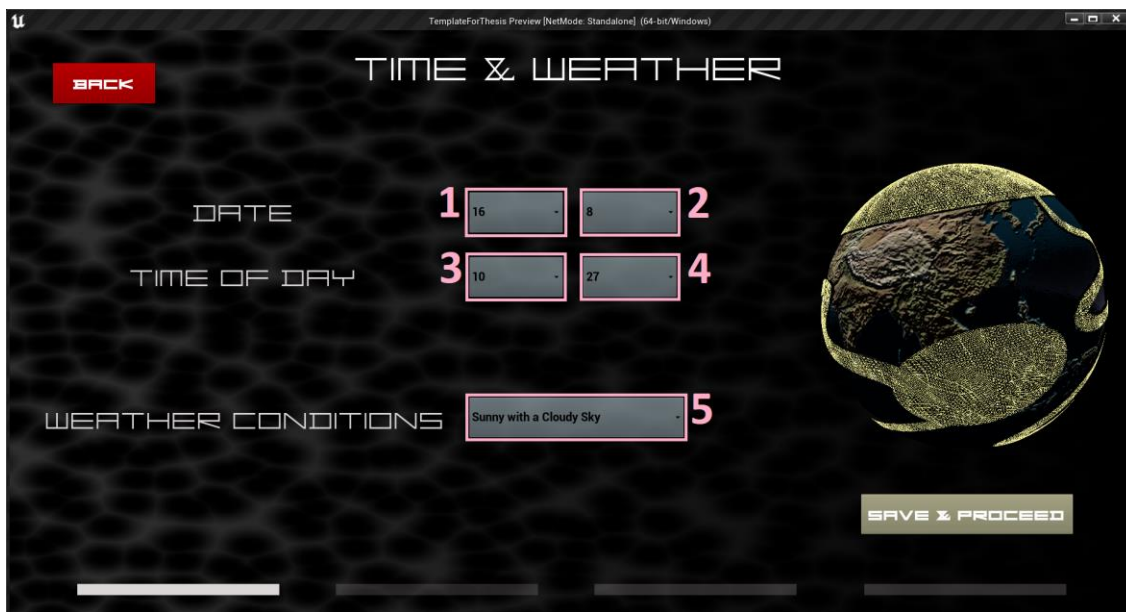 TemplateForThesis Preview [NetMode: Standalone] (64-bit/Windows)
BACK
TIME & WEATHER
DATE
1 16 8 2
TIME OF DAY
3 10 27 4
WEATHER CONDITIONS
Sunny with a Cloudy Sky 5
SAVE & PROCEED